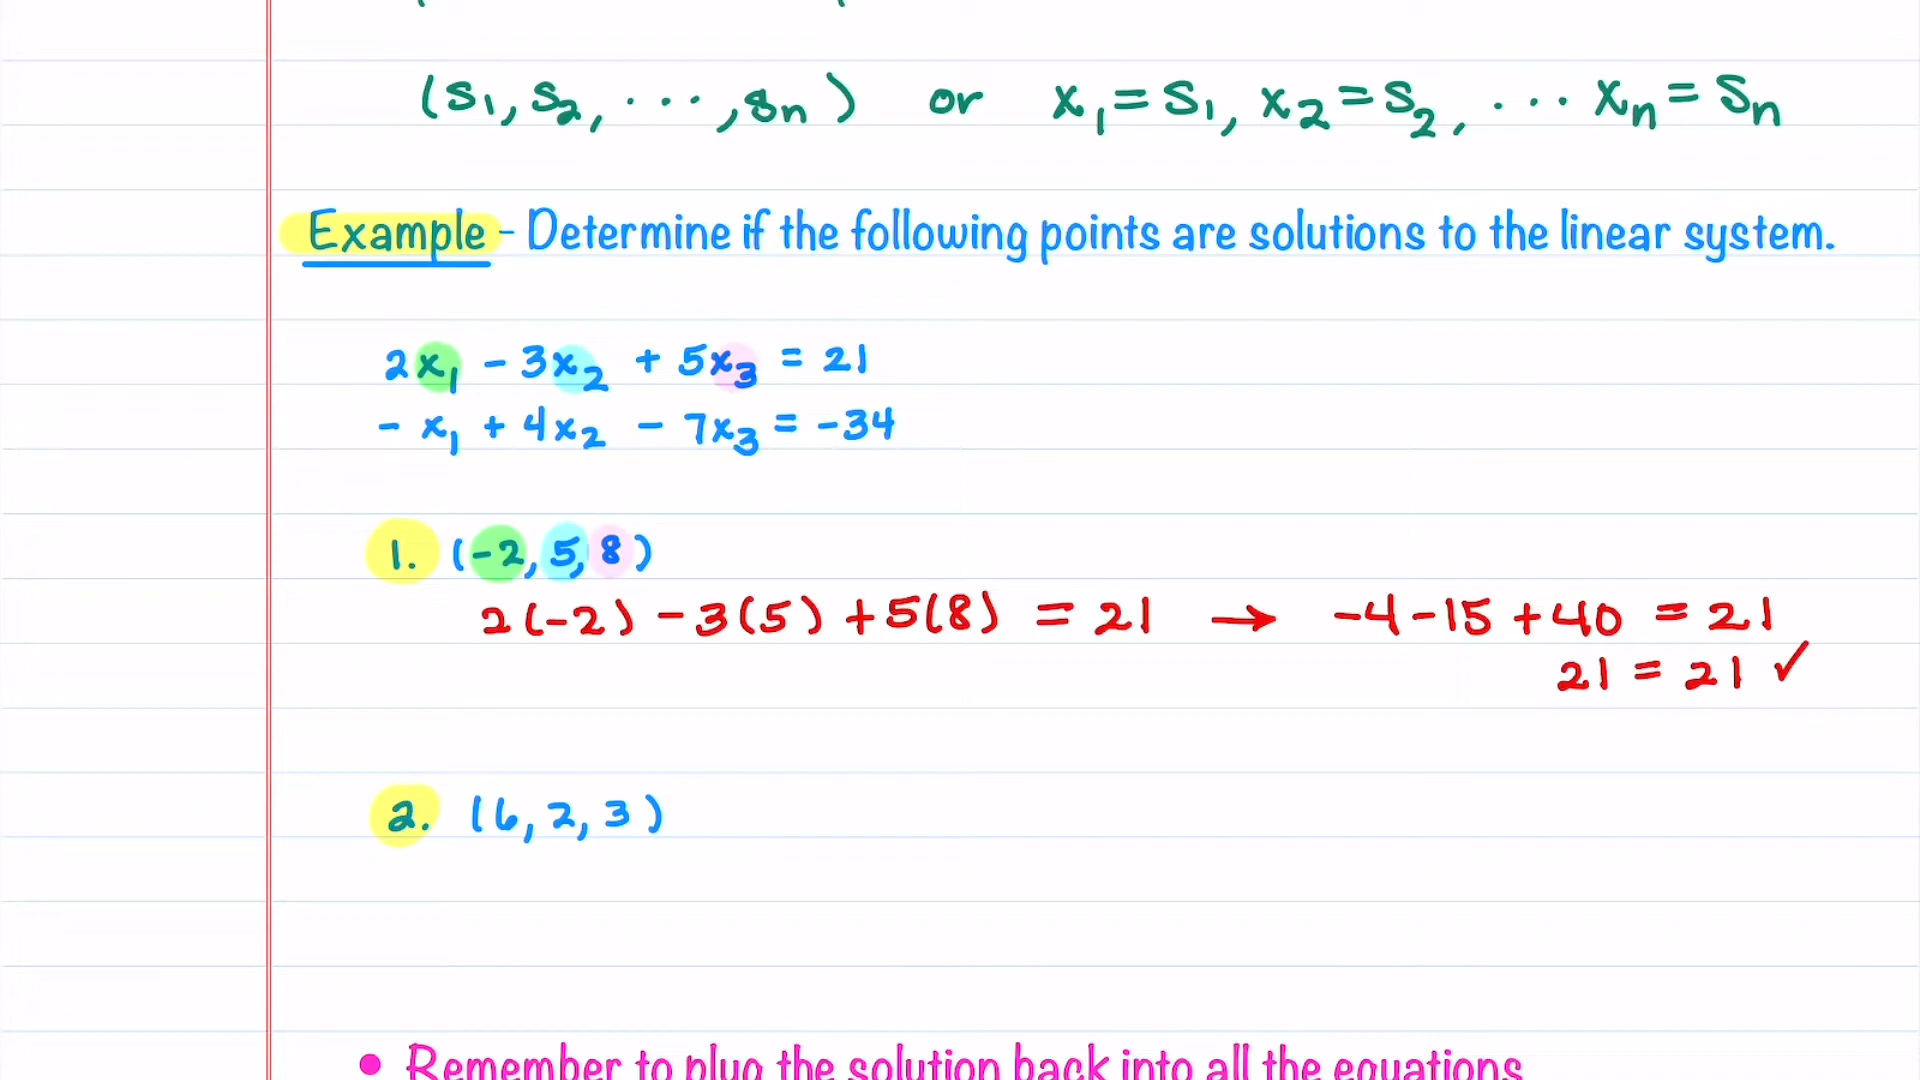 (s₁, s₂, ..., sₙ) or x₁ = s₁, x₂ = s₂, ... xₙ = sₙ
Example - Determine if the following points are solutions to the linear system.
2x₁ - 3x₂ + 5x₃ = 21
- x₁ + 4x₂ - 7x₃ = -34
1. (-2, 5, 8)
2(-2) - 3(5) + 5(8) = 21 → -4 - 15 + 40 = 21
21 = 21 ✓
2. (6, 2, 3)
• Remember to plug the solution back into all the equations